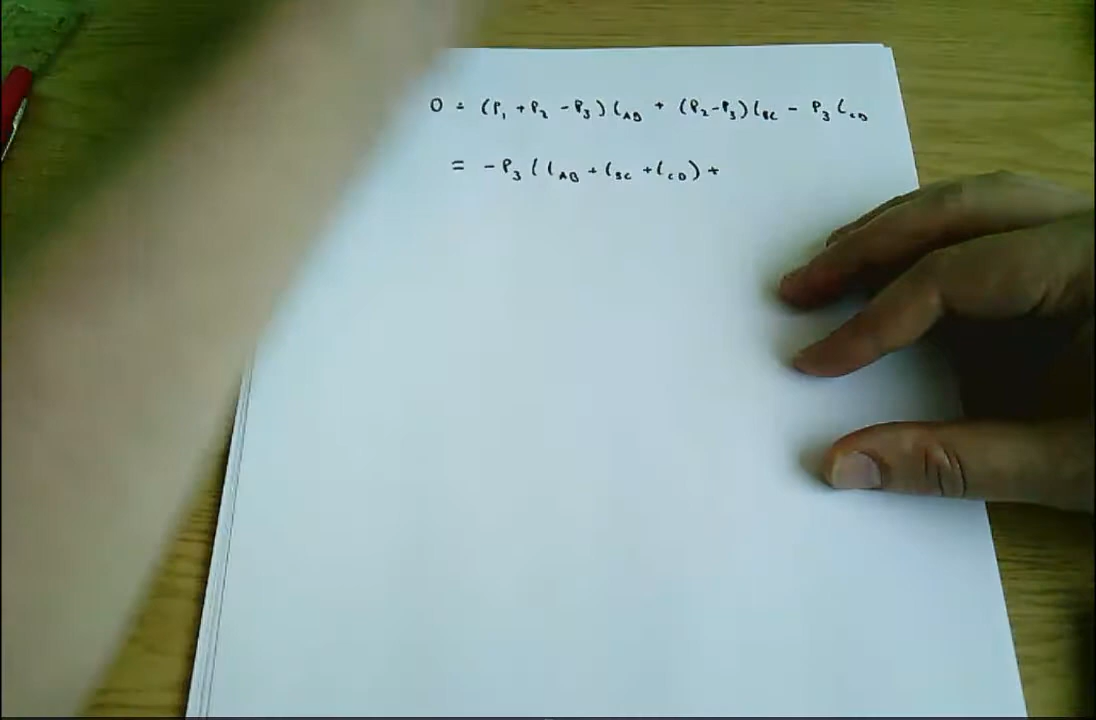 0 = (P₁ + P₂ - P₃) L_AB + (P₂ - P₃) L_BC - P₃ L_CD
= - P₃ ( L_AB + L_BC + L_CD ) +